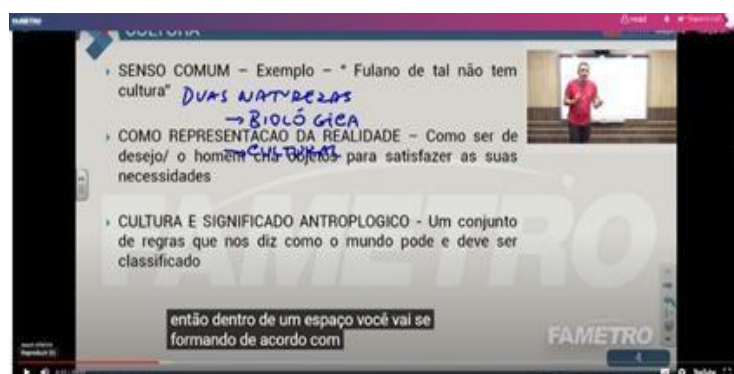 FAMETRO
CULTURA
SENSO COMUM – Exemplo – " Fulano de tal não tem
cultura"
DUAS NATUREZAS
→ BIOLÓGICA
COMO REPRESENTACAO DA REALIDADE – Como ser de
→ CULTURAL
desejo/ o homem cria objetos para satisfazer as suas
necessidades
CULTURA E SIGNIFICADO ANTROPLOGICO - Um conjunto
de regras que nos diz como o mundo pode e deve ser
classificado
FAMETRO
então dentro de um espaço você vai se
formando de acordo com
FAMETRO
4